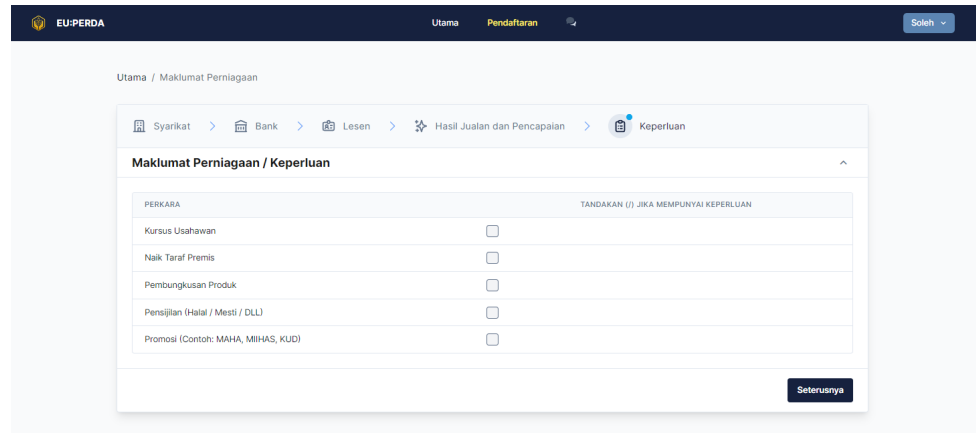 EU:PERDA Utama Pendaftaran Soleh
Utama / Maklumat Perniagaan
Syarikat > Bank > Lesen > Hasil Jualan dan Pencapaian > Keperluan
Maklumat Perniagaan / Keperluan
PERKARA TANDAKAN (/) JIKA MEMPUNYAI KEPERLUAN
Kursus Usahawan
Naik Taraf Premis
Pembungkusan Produk
Pensijilan (Halal / Mesti / DLL)
Promosi (Contoh: MAHA, MIIHAS, KUD)
Seterusnya